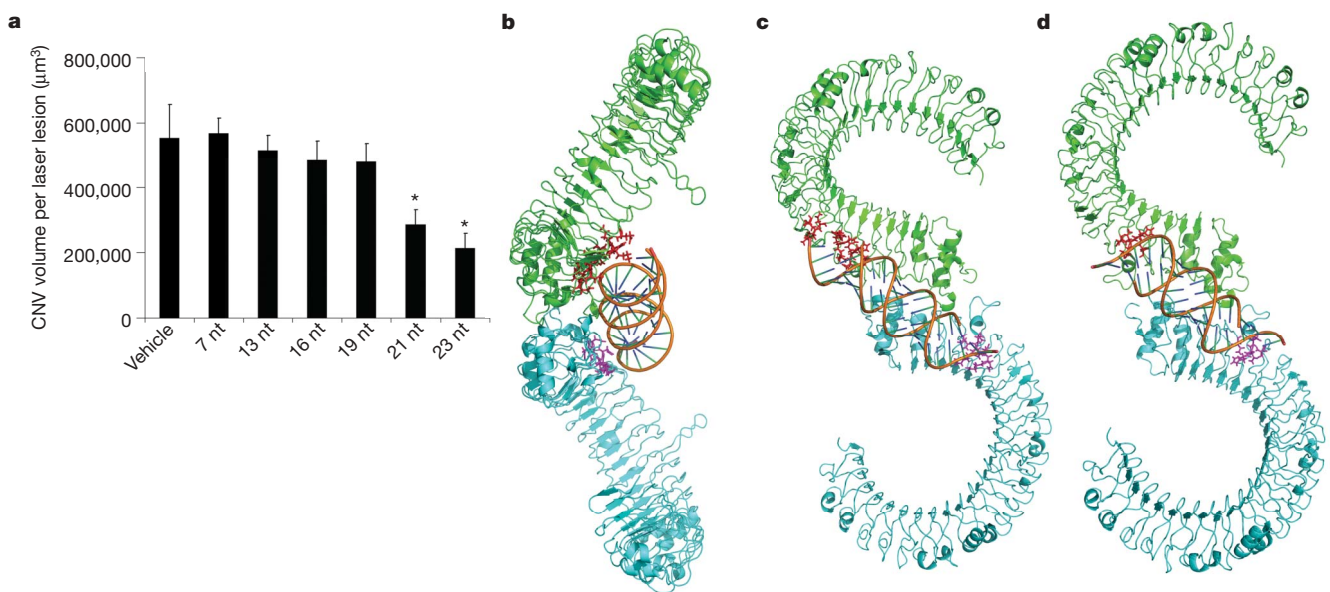 a
b
c
d
CNV volume per laser lesion (μm³)
800,000
600,000
400,000
200,000
0
* *
Vehicle
7 nt
13 nt
16 nt
19 nt
21 nt
23 nt